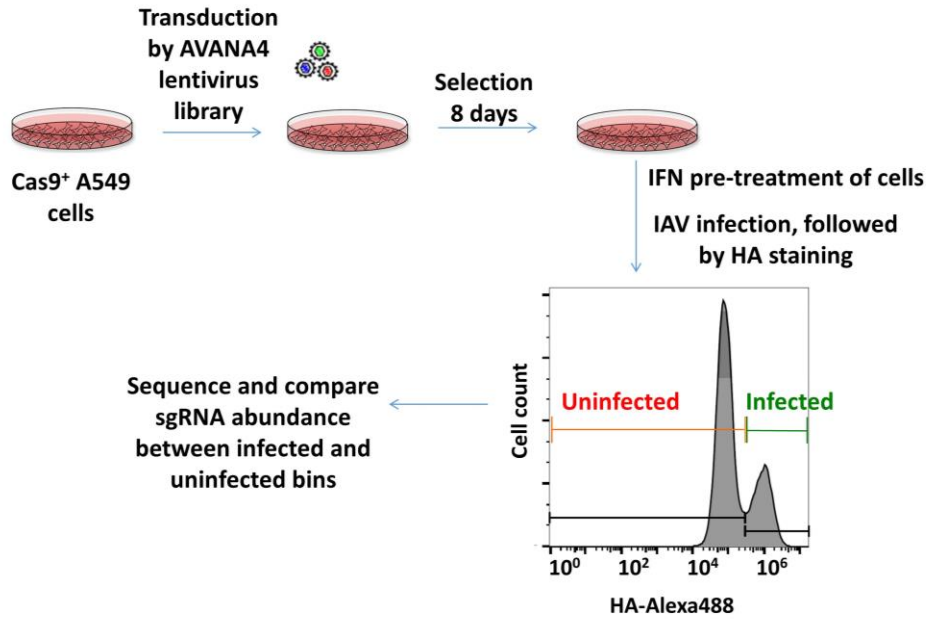 Transduction
by AVANA4
lentivirus
library
Selection
8 days
Cas9⁺ A549
cells
IFN pre-treatment of cells
IAV infection, followed
by HA staining
Sequence and compare
sgRNA abundance
between infected and
uninfected bins
Cell count
Uninfected
Infected
10⁰ 10² 10⁴ 10⁶
HA-Alexa488